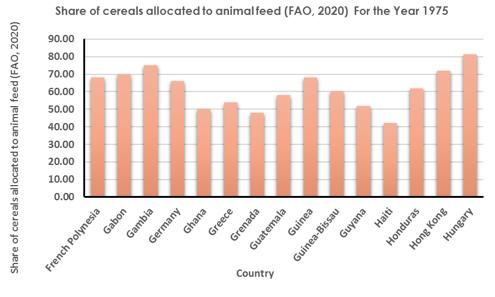 Share of cereals allocated to animal feed (FAO, 2020) For the Year 1975
Share of cereals allocated to animal feed (FAO, 2020)
90.00
80.00
70.00
60.00
50.00
40.00
30.00
20.00
10.00
0.00
French Polynesia
Gabon
Gambia
Germany
Ghana
Greece
Grenada
Guatemala
Guinea
Guinea-Bissau
Guyana
Haiti
Honduras
Hong Kong
Hungary
Country